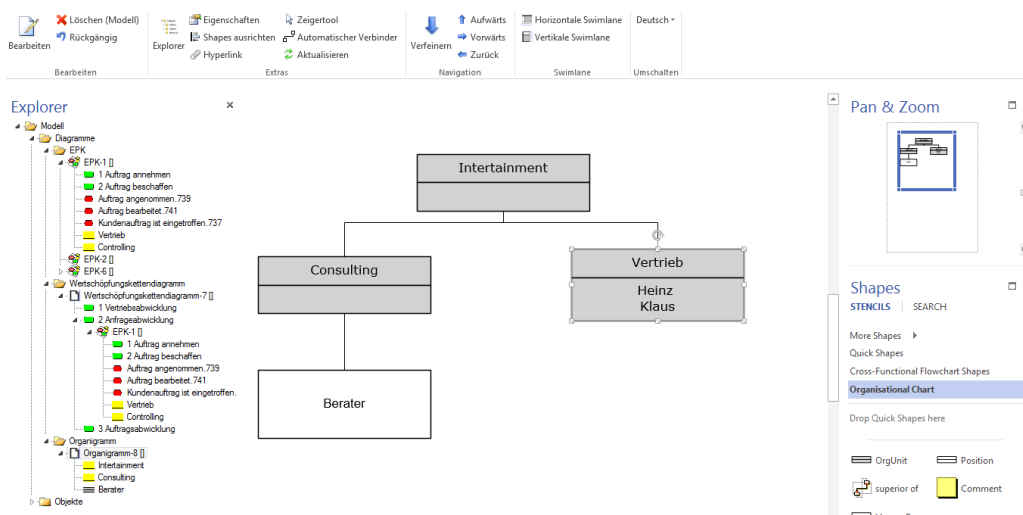 Bearbeiten
Löschen (Modell)
Rückgängig
Bearbeiten
Explorer
Eigenschaften
Zeigertool
Shapes ausrichten
Automatischer Verbinder
Hyperlink
Aktualisieren
Extras
Verfeinern
Aufwärts
Vorwärts
Zurück
Navigation
Horizontale Swimlane
Vertikale Swimlane
Swimlane
Deutsch
Umschalten
Explorer
Modell
Diagramme
EPK
EPK-1 []
1 Auftrag annehmen
2 Auftrag beschaffen
Auftrag angenommen.739
Auftrag bearbeitet.741
Kundenauftrag ist eingetroffen.737
Vertrieb
Controlling
EPK-2 []
EPK-6 []
Wertschöpfungskettendiagramm
Wertschöpfungskettendiagramm-7 []
1 Vertriebsabwicklung
2 Anfrageabwicklung
EPK-1 []
1 Auftrag annehmen
2 Auftrag beschaffen
Auftrag angenommen.739
Auftrag bearbeitet.741
Kundenauftrag ist eingetroffen.
Vertrieb
Controlling
3 Auftragsabwicklung
Organigramm
Organigramm-8 []
Intertainment
Consulting
Berater
Objekte
Intertainment
Consulting
Vertrieb
Heinz
Klaus
Berater
Pan & Zoom
Shapes
STENCILS | SEARCH
More Shapes
Quick Shapes
Cross-Functional Flowchart Shapes
Organisational Chart
Drop Quick Shapes here
OrgUnit
Position
superior of
Comment